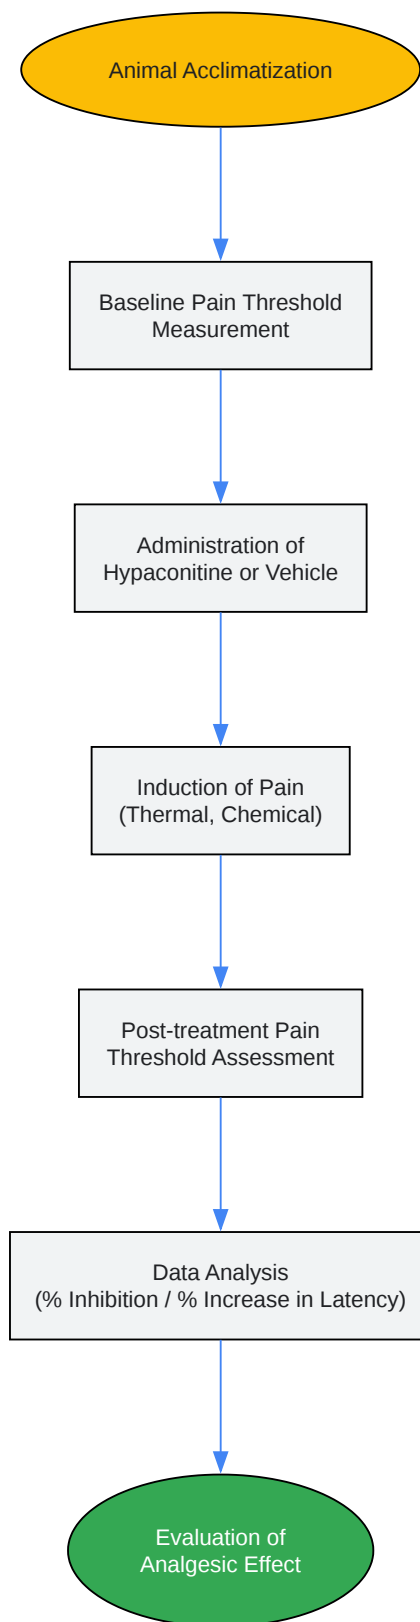 Animal Acclimatization
Baseline Pain Threshold
Measurement
Administration of
Hypaconitine or Vehicle
Induction of Pain
(Thermal, Chemical)
Post-treatment Pain
Threshold Assessment
Data Analysis
(% Inhibition / % Increase in Latency)
Evaluation of
Analgesic Effect